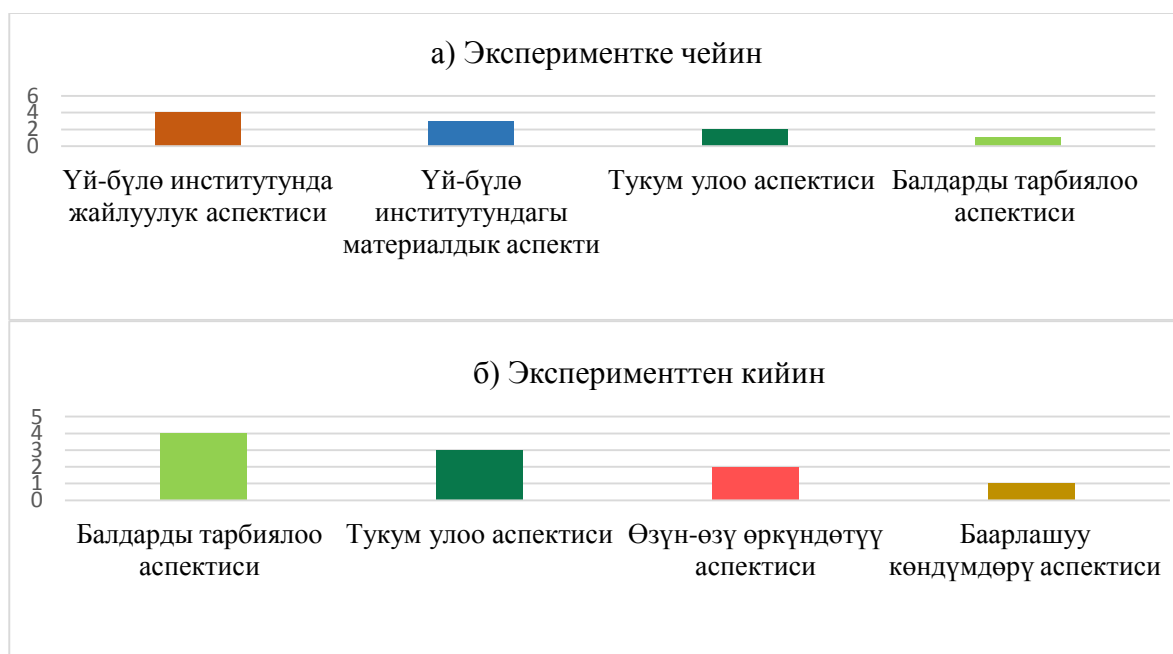 а) Экспериментке чейин
6
4
2
0
Үй-бүлө институтунда
жайлуулук аспектиси
Үй-бүлө
институтундагы
материалдык аспекти
Тукум улоо аспектиси
Балдарды тарбиялоо
аспектиси
б) Эксперименттен кийин
5
4
3
2
1
0
Балдарды тарбиялоо
аспектиси
Тукум улоо аспектиси
Өзүн-өзү өркүндөтүү
аспектиси
Баарлашуу
көндүмдөрү аспектиси